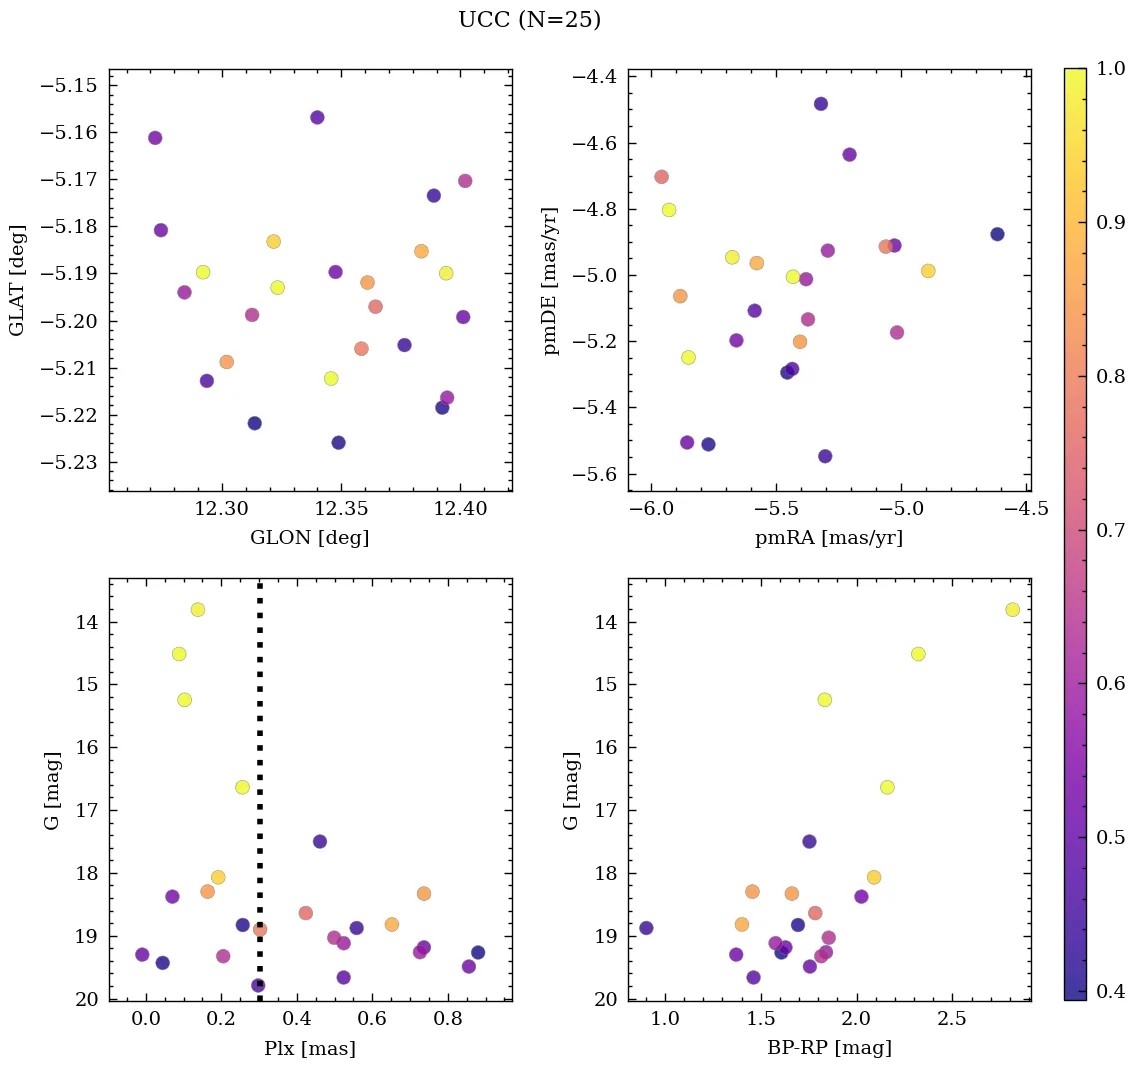 UCC (N=25)
−5.15
−5.16
−5.17
−5.18
−5.19
−5.20
−5.21
−5.22
−5.23
GLAT [deg]
12.30 12.35 12.40
GLON [deg]
−4.4
−4.6
−4.8
−5.0
−5.2
−5.4
−5.6
pmDE [mas/yr]
−6.0 −5.5 −5.0 −4.5
pmRA [mas/yr]
14
15
16
17
18
19
20
G [mag]
0.0 0.2 0.4 0.6 0.8
Plx [mas]
14
15
16
17
18
19
20
G [mag]
1.0 1.5 2.0 2.5
BP-RP [mag]
1.0
0.9
0.8
0.7
0.6
0.5
0.4